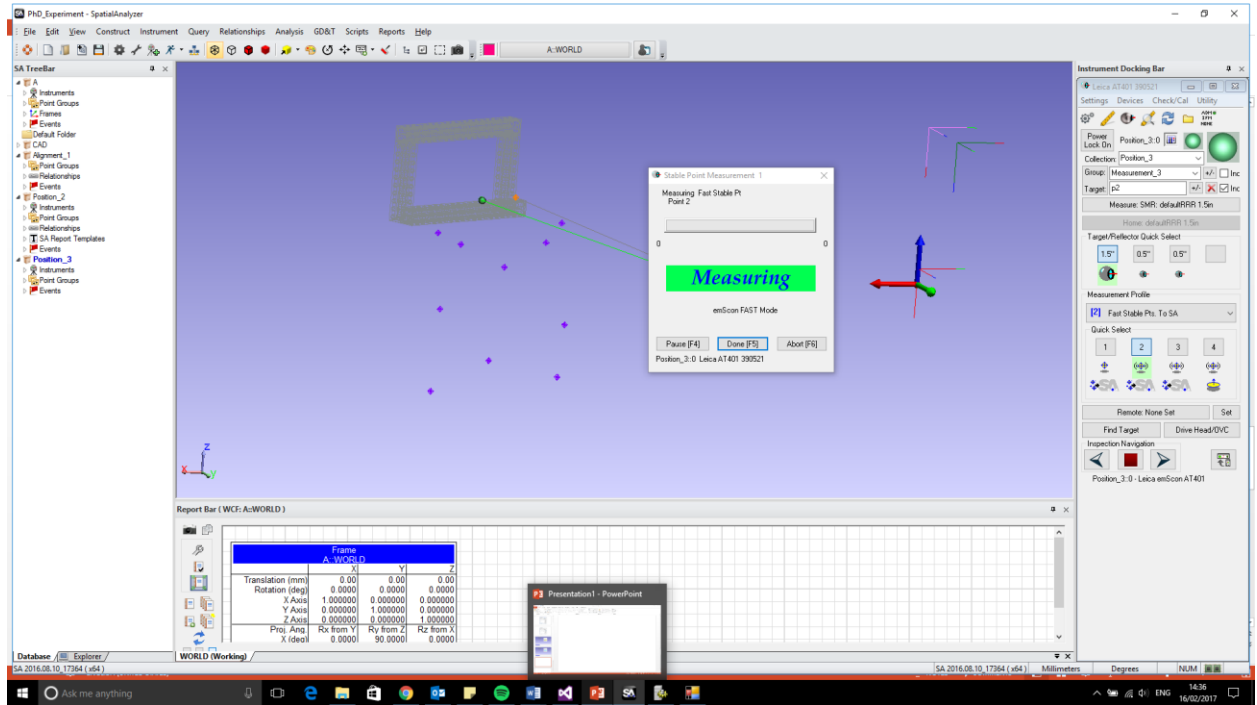 PhD_Experiment - SpatialAnalyzer
File Edit View Construct Instrument Query Relationships Analysis GD&T Scripts Reports Help
A:WORLD
SA TreeBar
A
Instruments
Point Groups
Frames
Events
Default Folder
CAD
Alignment_1
Point Groups
Relationships
Events
Position_2
Instruments
Point Groups
Relationships
SA Report Templates
Events
Position_3
Instruments
Point Groups
Events
Database
Explorer
X
Y
Z
Stable Point Measurement 1
Measuring Fast Stable Pt
Point 2
0 0
Measuring
emScon FAST Mode
Pause [F4] Done [F5] Abort [F6]
Position_3::0 Leica AT401 390521
Instrument Docking Bar
Leica AT401 390521
Settings Devices Check/Cal Utility
Power Lock On
Position_3::0
Collection: Position_3
Group: Measurement_3 +/- Inc
Target: p2 +/- Inc
Measure: SMR: defaultRRR 1.5in
Home: defaultRRR 1.5in
Target/Reflector Quick Select
1.5" 0.5" 0.5"
Measurement Profile
[2] Fast Stable Pts. To SA
Quick Select
1 2 3 4
Remote: None Set Set
Find Target Drive Head/OVC
Inspection Navigation
Position_3::0 - Leica emScon AT401
Report Bar ( WCF: A::WORLD )
Frame
A::WORLD
X Y Z
Translation (mm) 0.00 0.00 0.00
Rotation (deg) 0.0000 0.0000 0.0000
X Axis 1.000000 0.000000 0.000000
Y Axis 0.000000 1.000000 0.000000
Z Axis 0.000000 0.000000 1.000000
Proj. Ang. Rx from Y Ry from Z Rz from X
X (deg) 0.0000 90.0000 0.0000
WORLD (Working)
Presentation1 - PowerPoint
SA 2016.08.10_17364 ( x64 )
SA 2016.08.10_17364 ( x64 ) Millimeters Degrees NUM
Ask me anything
ENG
14:36
16/02/2017